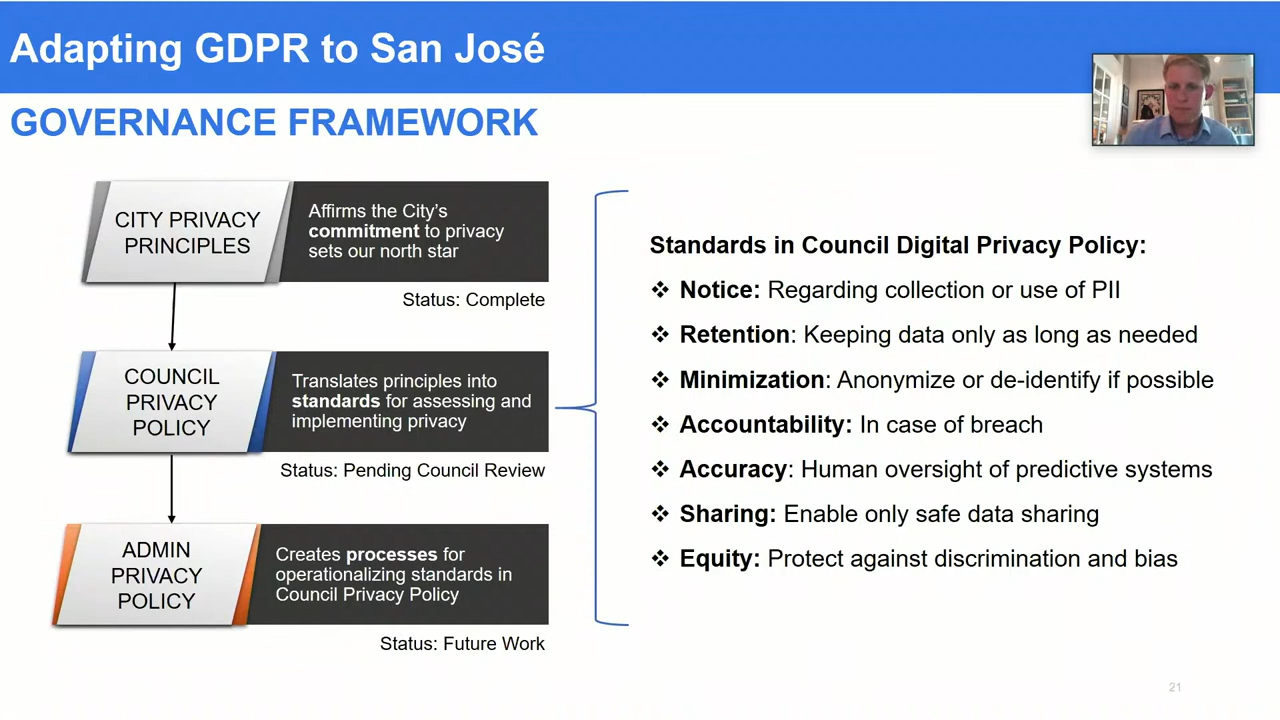 Adapting GDPR to San José
GOVERNANCE FRAMEWORK
CITY PRIVACY
PRINCIPLES
Affirms the City’s
commitment to privacy
sets our north star
Status: Complete
COUNCIL
PRIVACY
POLICY
Translates principles into
standards for assessing and
implementing privacy
Status: Pending Council Review
ADMIN
PRIVACY
POLICY
Creates processes for
operationalizing standards in
Council Privacy Policy
Status: Future Work
Standards in Council Digital Privacy Policy:
❖ Notice: Regarding collection or use of PII
❖ Retention: Keeping data only as long as needed
❖ Minimization: Anonymize or de-identify if possible
❖ Accountability: In case of breach
❖ Accuracy: Human oversight of predictive systems
❖ Sharing: Enable only safe data sharing
❖ Equity: Protect against discrimination and bias
21